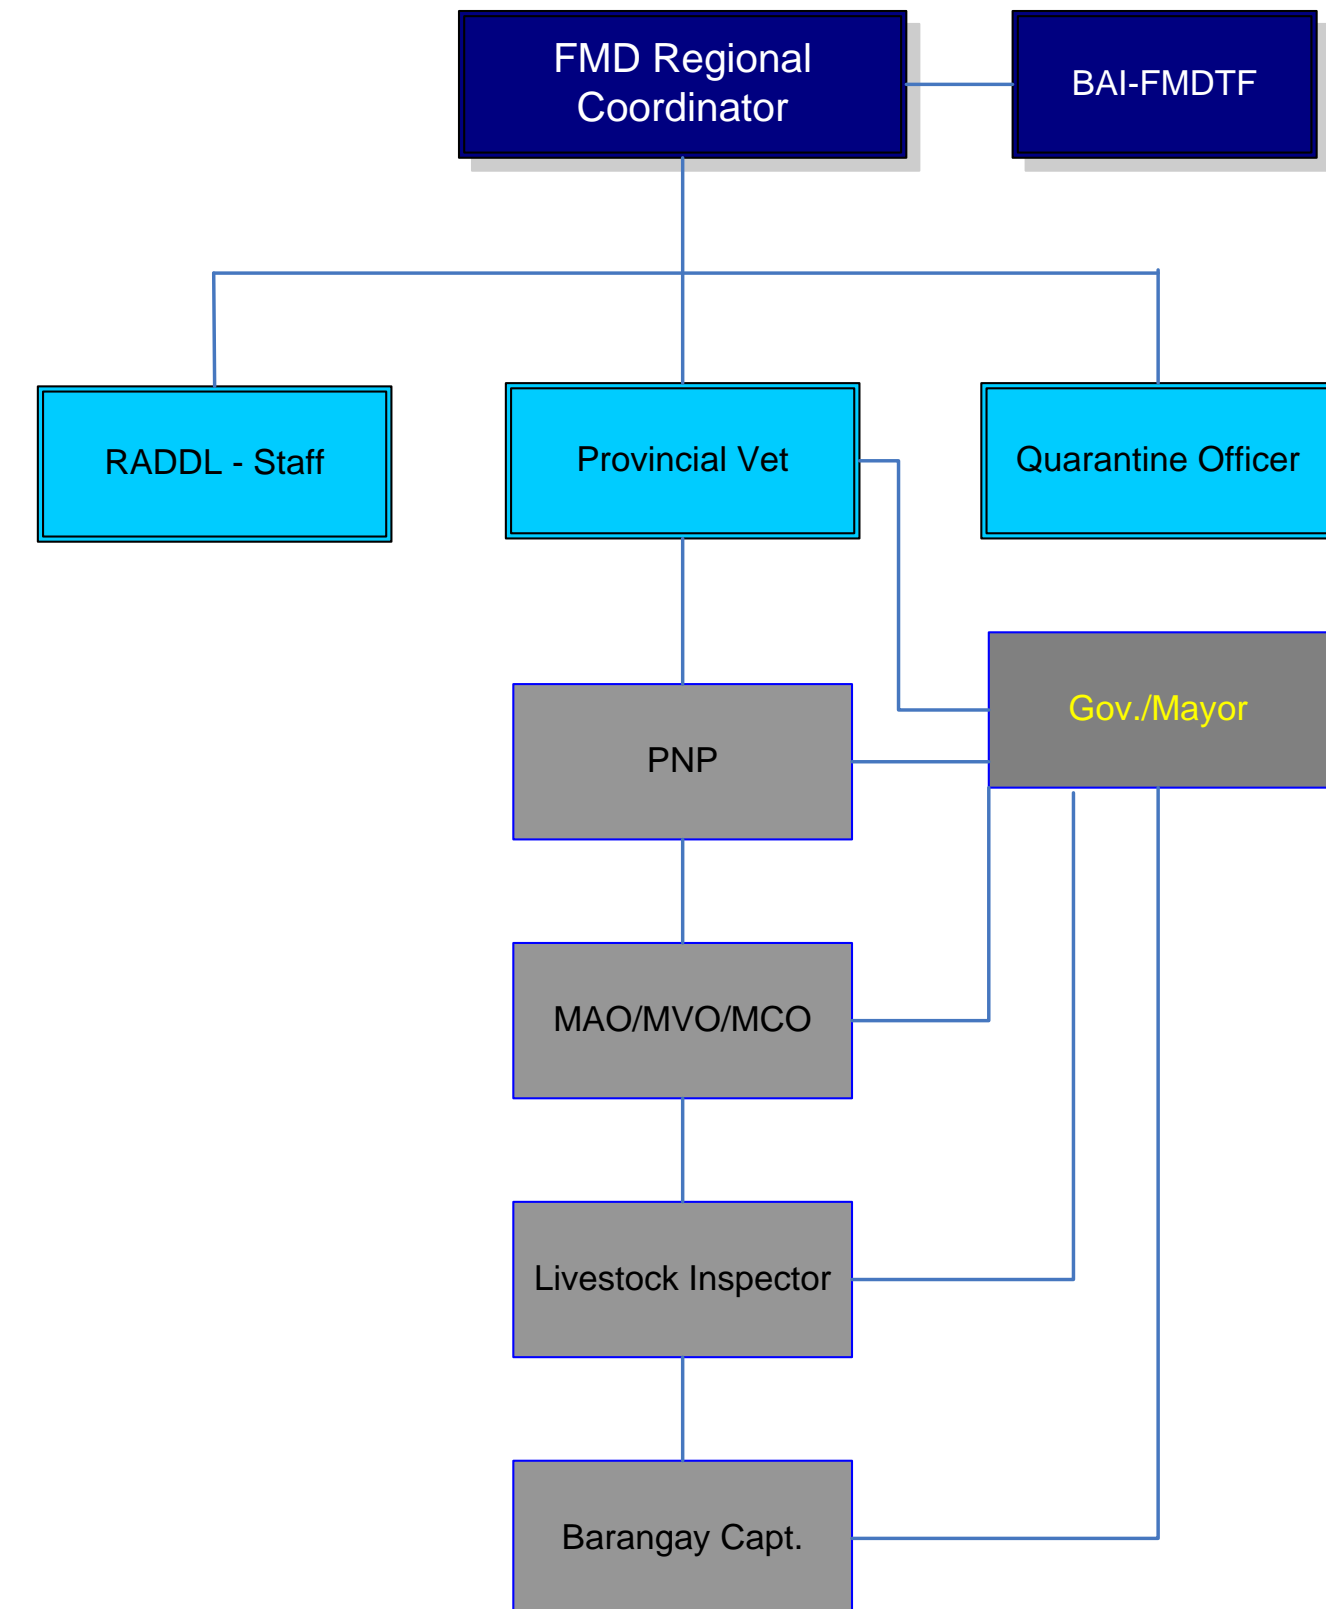 FMD Regional
Coordinator
BAI-FMDTF
RADDL - Staff
Provincial Vet
Quarantine Officer
Gov./Mayor
PNP
MAO/MVO/MCO
Livestock Inspector
Barangay Capt.